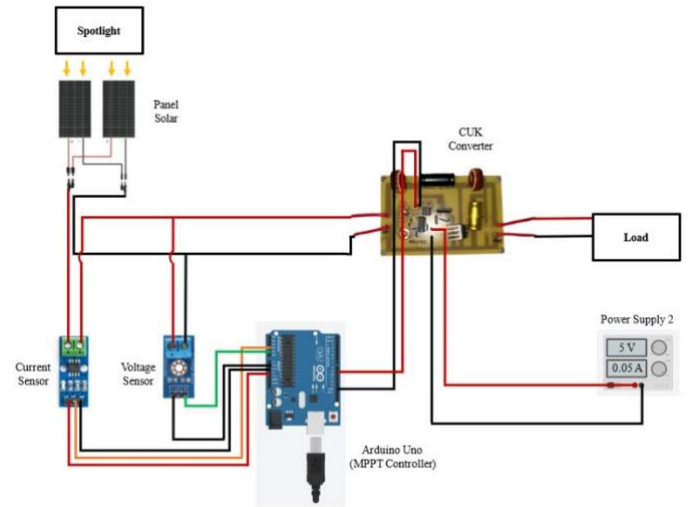 Spotlight
Panel
Solar
CUK
Converter
Load
Power Supply 2
5 V
0.05 A
Current
Sensor
Voltage
Sensor
Arduino Uno
(MPPT Controller)